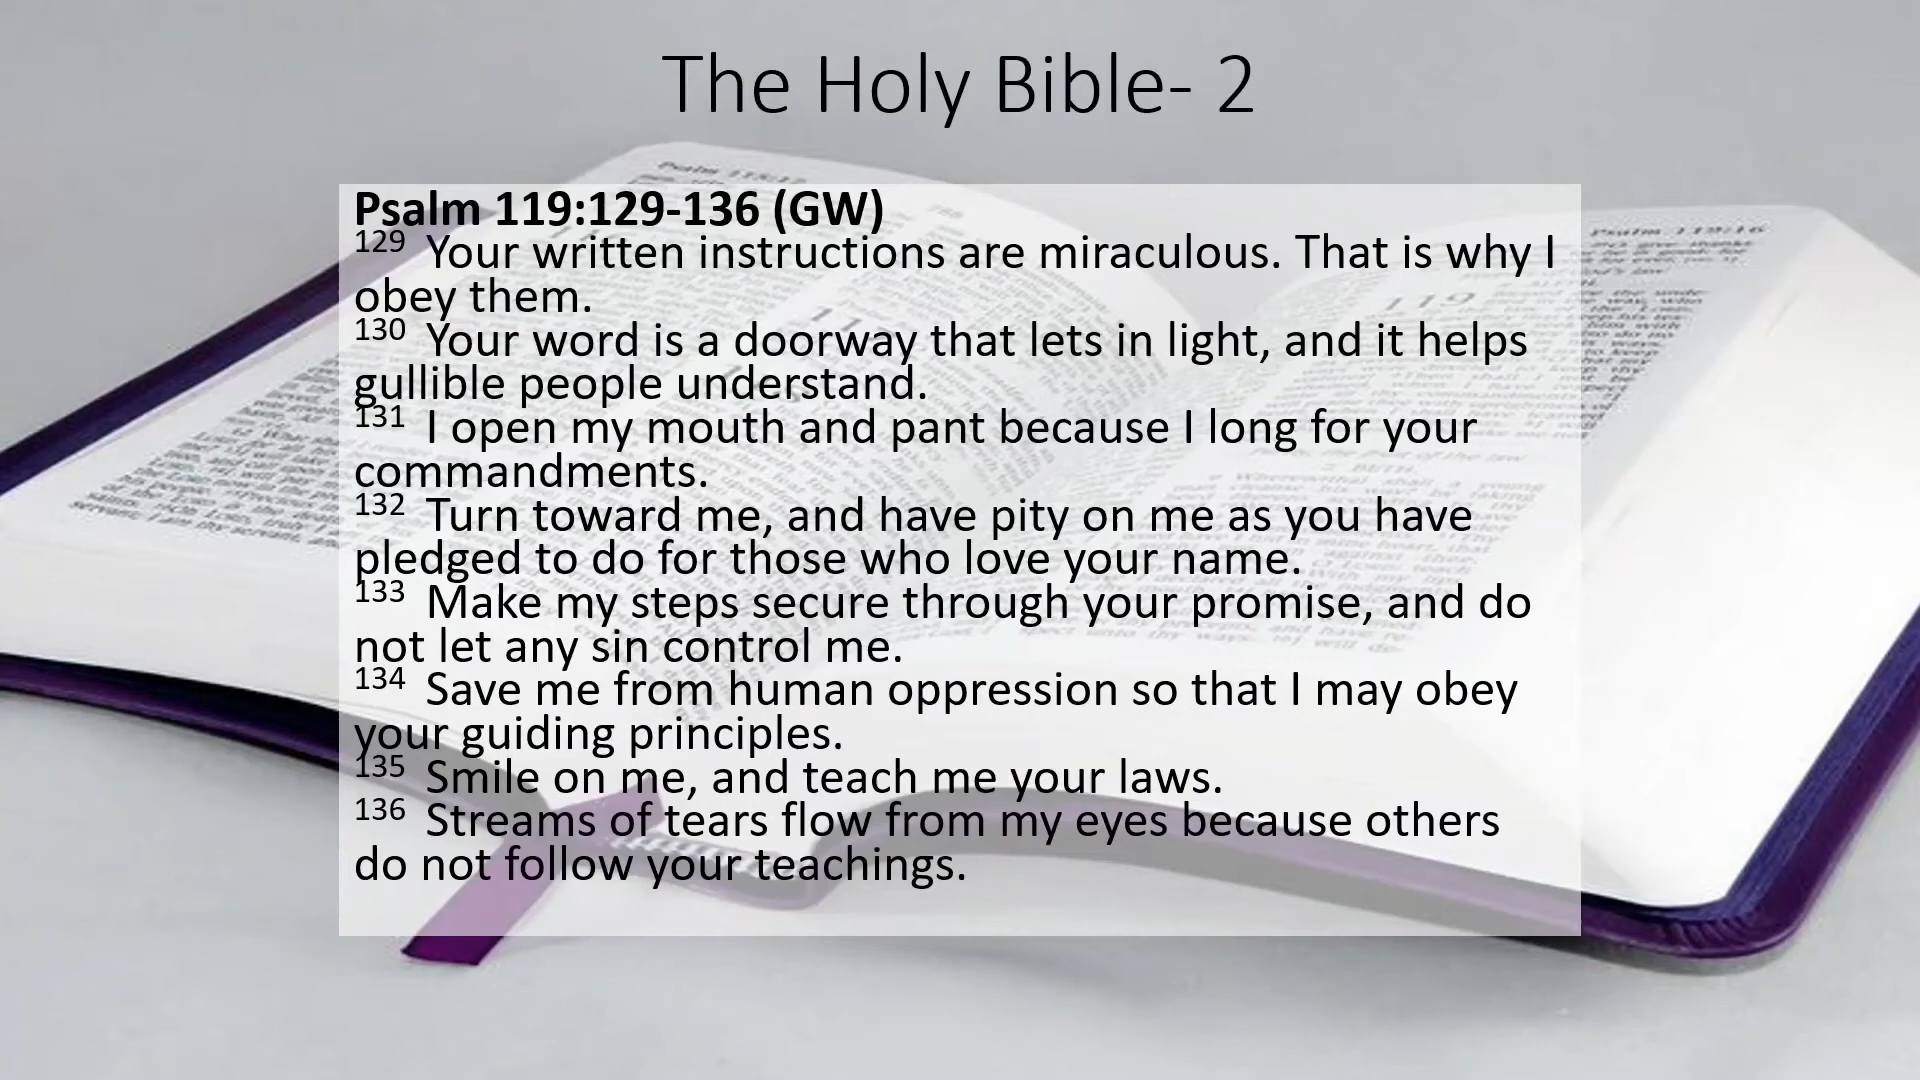 The Holy Bible- 2
Psalm 119:129-136 (GW)
129 Your written instructions are miraculous. That is why I
obey them.
130 Your word is a doorway that lets in light, and it helps
gullible people understand.
131 I open my mouth and pant because I long for your
commandments.
132 Turn toward me, and have pity on me as you have
pledged to do for those who love your name.
133 Make my steps secure through your promise, and do
not let any sin control me.
134 Save me from human oppression so that I may obey
your guiding principles.
135 Smile on me, and teach me your laws.
136 Streams of tears flow from my eyes because others
do not follow your teachings.
119